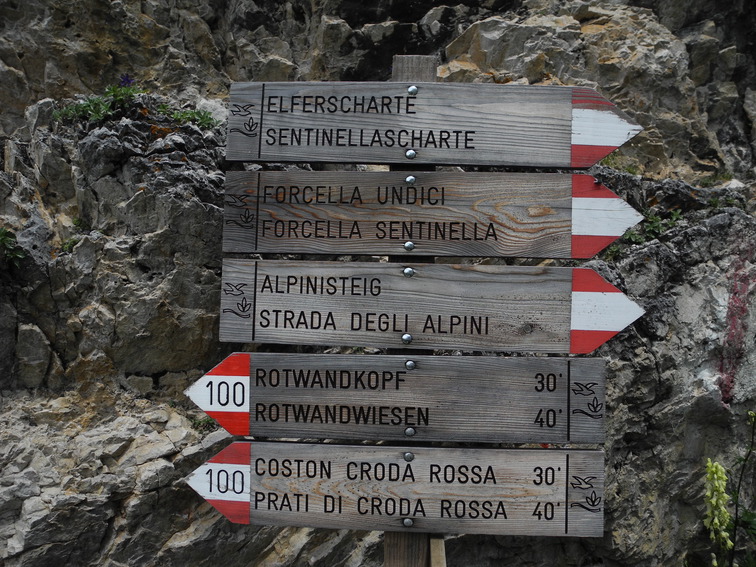 ELFERSCHARTE
SENTINELLASCHARTE
FORCELLA UNDICI
FORCELLA SENTINELLA
ALPINISTEIG
STRADA DEGLI ALPINI
100 ROTWANDKOPF 30'
ROTWANDWIESEN 40'
100 COSTON CRODA ROSSA 30'
PRATI DI CRODA ROSSA 40'